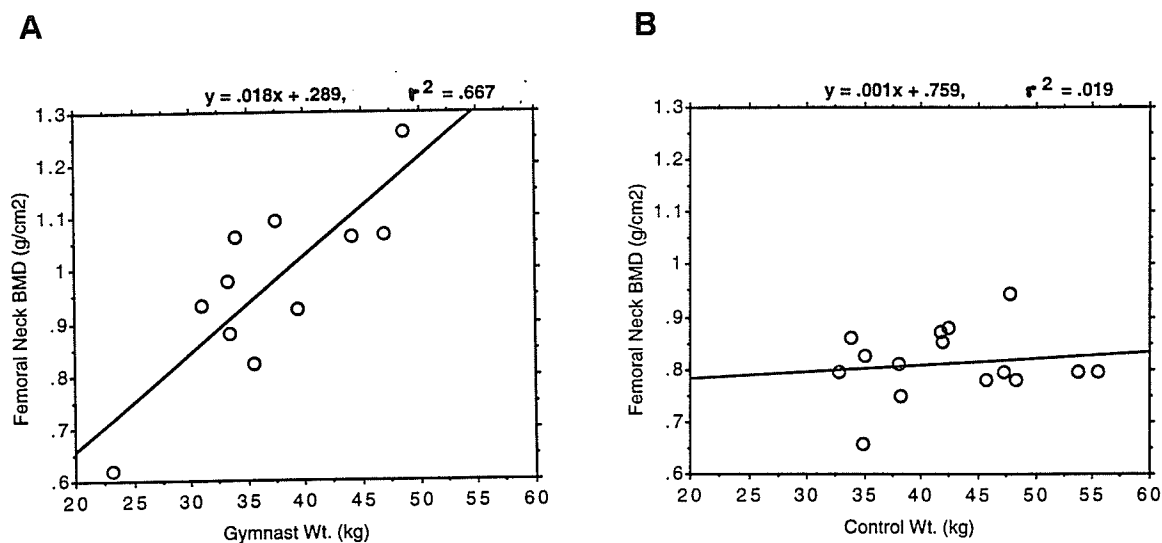 A
y = .018x + .289, r² = .667
1.3
1.2
1.1
1
.9
.8
.7
.6
20 25 30 35 40 45 50 55 60
Femoral Neck BMD (g/cm2)
Gymnast Wt. (kg)
B
y = .001x + .759, r² = .019
1.3
1.2
1.1
1
.9
.8
.7
.6
20 25 30 35 40 45 50 55 60
Femoral Neck BMD (g/cm2)
Control Wt. (kg)